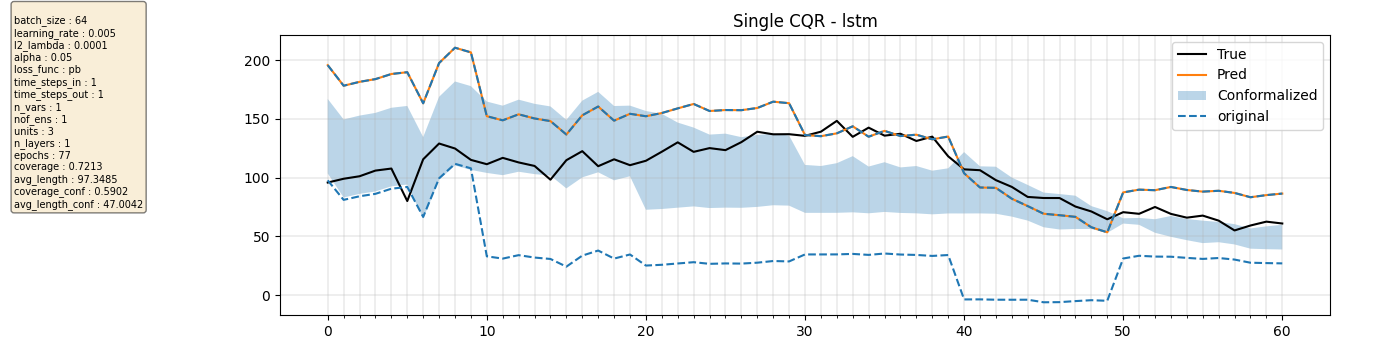 batch_size : 64
learning_rate : 0.005
l2_lambda : 0.0001
alpha : 0.05
loss_func : pb
time_steps_in : 1
time_steps_out : 1
n_vars : 1
nof_ens : 1
units : 3
n_layers : 1
epochs : 77
coverage : 0.7213
avg_length : 97.3485
coverage_conf : 0.5902
avg_length_conf : 47.0042
Single CQR - lstm
200
150
100
50
0
True
Pred
Conformalized
original
0 10 20 30 40 50 60